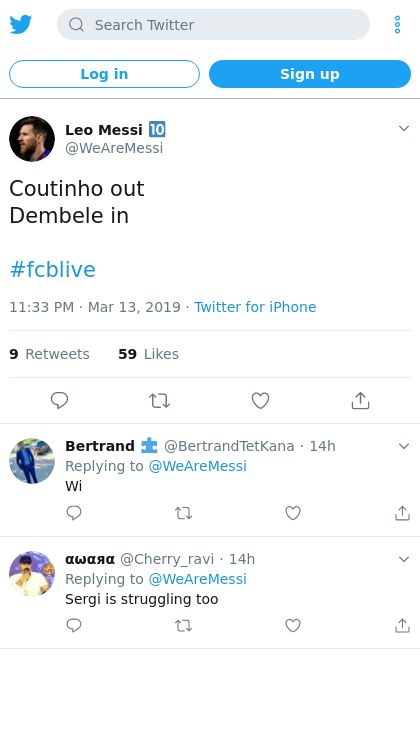 Search Twitter
Log in
Sign up
Leo Messi 🔟
@WeAreMessi
Coutinho out
Dembele in
#fcblive
11:33 PM · Mar 13, 2019 · Twitter for iPhone
9 Retweets 59 Likes
Bertrand @BertrandTetKana · 14h
Replying to @WeAreMessi
Wi
αωαяα @Cherry_ravi · 14h
Replying to @WeAreMessi
Sergi is struggling too